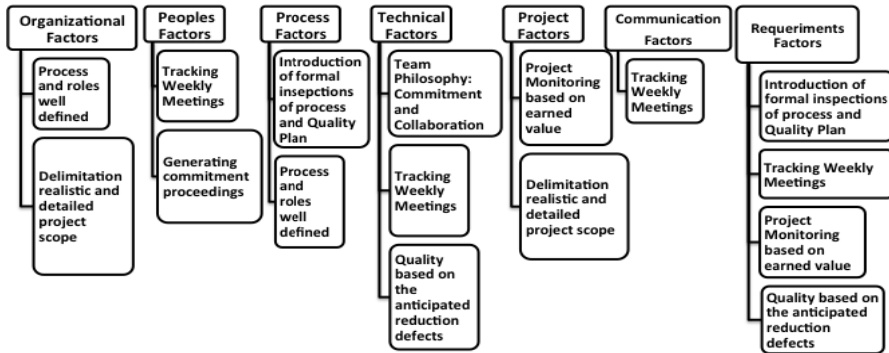 Organizational
Factors
Process
and roles
well
defined
Delimitation
realistic and
detailed
project
scope
Peoples
Factors
Tracking
Weekly
Meetings
Generating
commitment
proceedings
Process
Factors
Introduction
of formal
insepctions
of process
and Quality
Plan
Process
and
roles
well
defined
Technical
Factors
Team
Philosophy:
Commitment
and
Collaboration
Tracking
Weekly
Meetings
Quality
based on
the
anticipated
reduction
defects
Project
Factors
Project
Monitoring
based on
earned
value
Delimitation
realistic and
detailed
project scope
Communication
Factors
Tracking
Weekly
Meetings
Requeriments
Factors
Introduction of
formal inspections
of process and
Quality Plan
Tracking Weekly
Meetings
Project
Monitoring
based on
earned value
Quality based on
the anticipated
reduction
defects